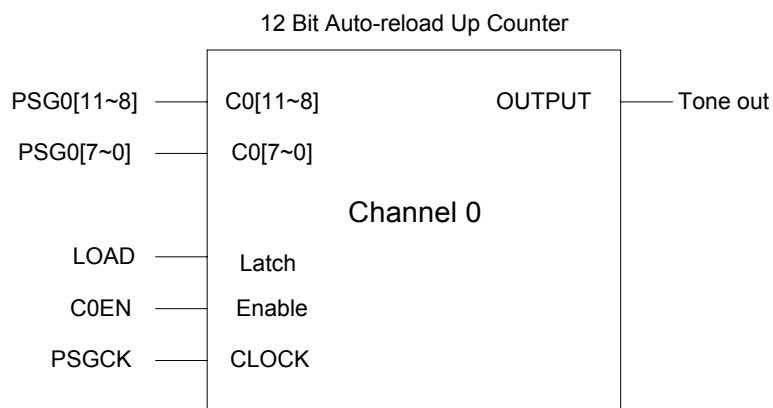 12 Bit Auto-reload Up Counter
PSG0[11~8] C0[11~8] OUTPUT Tone out
PSG0[7~0] C0[7~0]
Channel 0
LOAD Latch
C0EN Enable
PSGCK CLOCK